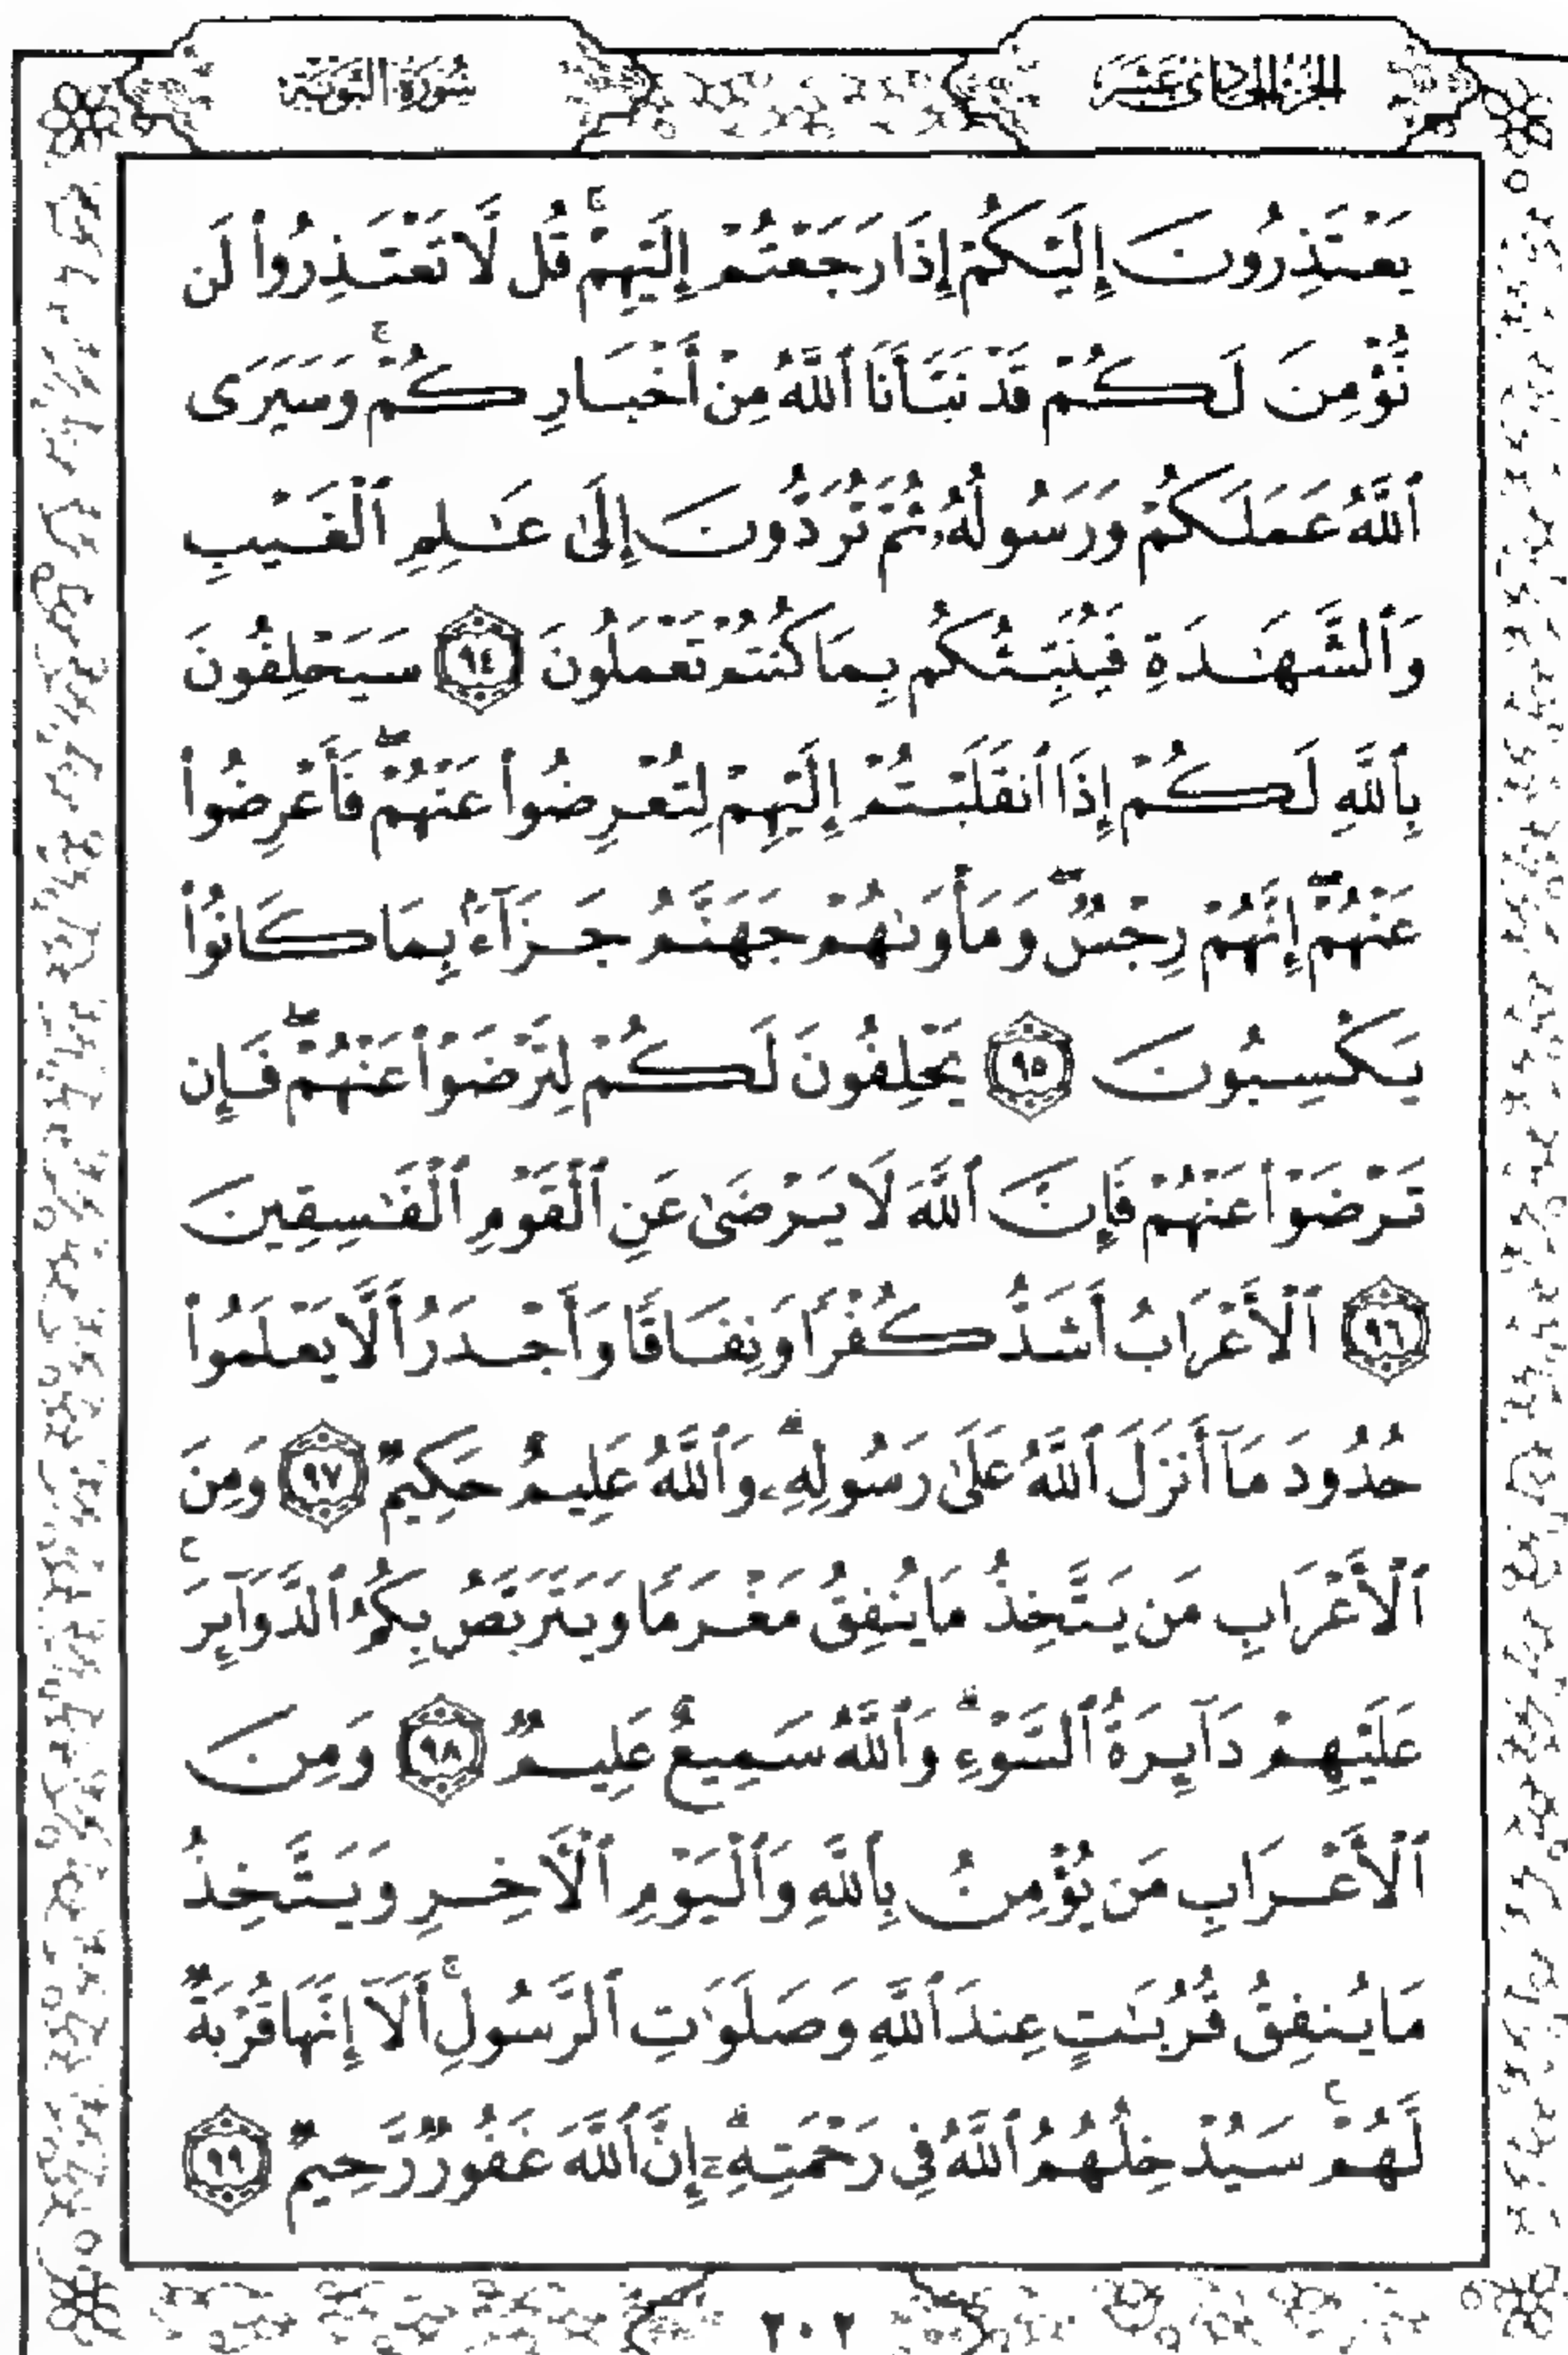 الجزء الحادي عشر
سورة التوبة
يَعْتَذِرُونَ إِلَيْكُمْ إِذَا رَجَعْتُمْ إِلَيْهِمْ ۚ قُل لَّا تَعْتَذِرُوا۟ لَن
نُّؤْمِنَ لَكُمْ قَدْ نَبَّأَنَا ٱللَّهُ مِنْ أَخْبَارِكُمْ ۚ وَسَيَرَى
ٱللَّهُ عَمَلَكُمْ وَرَسُولُهُۥ ثُمَّ تُرَدُّونَ إِلَىٰ عَـٰلِمِ ٱلْغَيْبِ
وَٱلشَّهَـٰدَةِ فَيُنَبِّئُكُم بِمَا كُنتُمْ تَعْمَلُونَ ٩٤ سَيَحْلِفُونَ
بِٱللَّهِ لَكُمْ إِذَا ٱنقَلَبْتُمْ إِلَيْهِمْ لِتُعْرِضُوا۟ عَنْهُمْ ۖ فَأَعْرِضُوا۟
عَنْهُمْ ۖ إِنَّهُمْ رِجْسٌ ۖ وَمَأْوَىٰهُمْ جَهَنَّمُ جَزَآءًۢ بِمَا كَانُوا۟
يَكْسِبُونَ ٩٥ يَحْلِفُونَ لَكُمْ لِتَرْضَوْا۟ عَنْهُمْ ۖ فَإِن
تَرْضَوْا۟ عَنْهُمْ فَإِنَّ ٱللَّهَ لَا يَرْضَىٰ عَنِ ٱلْقَوْمِ ٱلْفَـٰسِقِينَ
٩٦ ٱلْأَعْرَابُ أَشَدُّ كُفْرًا وَنِفَاقًا وَأَجْدَرُ أَلَّا يَعْلَمُوا۟
حُدُودَ مَآ أَنزَلَ ٱللَّهُ عَلَىٰ رَسُولِهِۦ ۗ وَٱللَّهُ عَلِيمٌ حَكِيمٌ ٩٧ وَمِنَ
ٱلْأَعْرَابِ مَن يَتَّخِذُ مَا يُنفِقُ مَغْرَمًا وَيَتَرَبَّصُ بِكُمُ ٱلدَّوَآئِرَ ۚ
عَلَيْهِمْ دَآئِرَةُ ٱلسَّوْءِ ۗ وَٱللَّهُ سَمِيعٌ عَلِيمٌ ٩٨ وَمِنَ
ٱلْأَعْرَابِ مَن يُؤْمِنُ بِٱللَّهِ وَٱلْيَوْمِ ٱلْـَٔاخِرِ وَيَتَّخِذُ
مَا يُنفِقُ قُرُبَـٰتٍ عِندَ ٱللَّهِ وَصَلَوَٰتِ ٱلرَّسُولِ ۚ أَلَآ إِنَّهَا قُرْبَةٌ
لَّهُمْ ۚ سَيُدْخِلُهُمُ ٱللَّهُ فِى رَحْمَتِهِۦٓ ۗ إِنَّ ٱللَّهَ غَفُورٌ رَّحِيمٌ ٩٩
٢٠٢